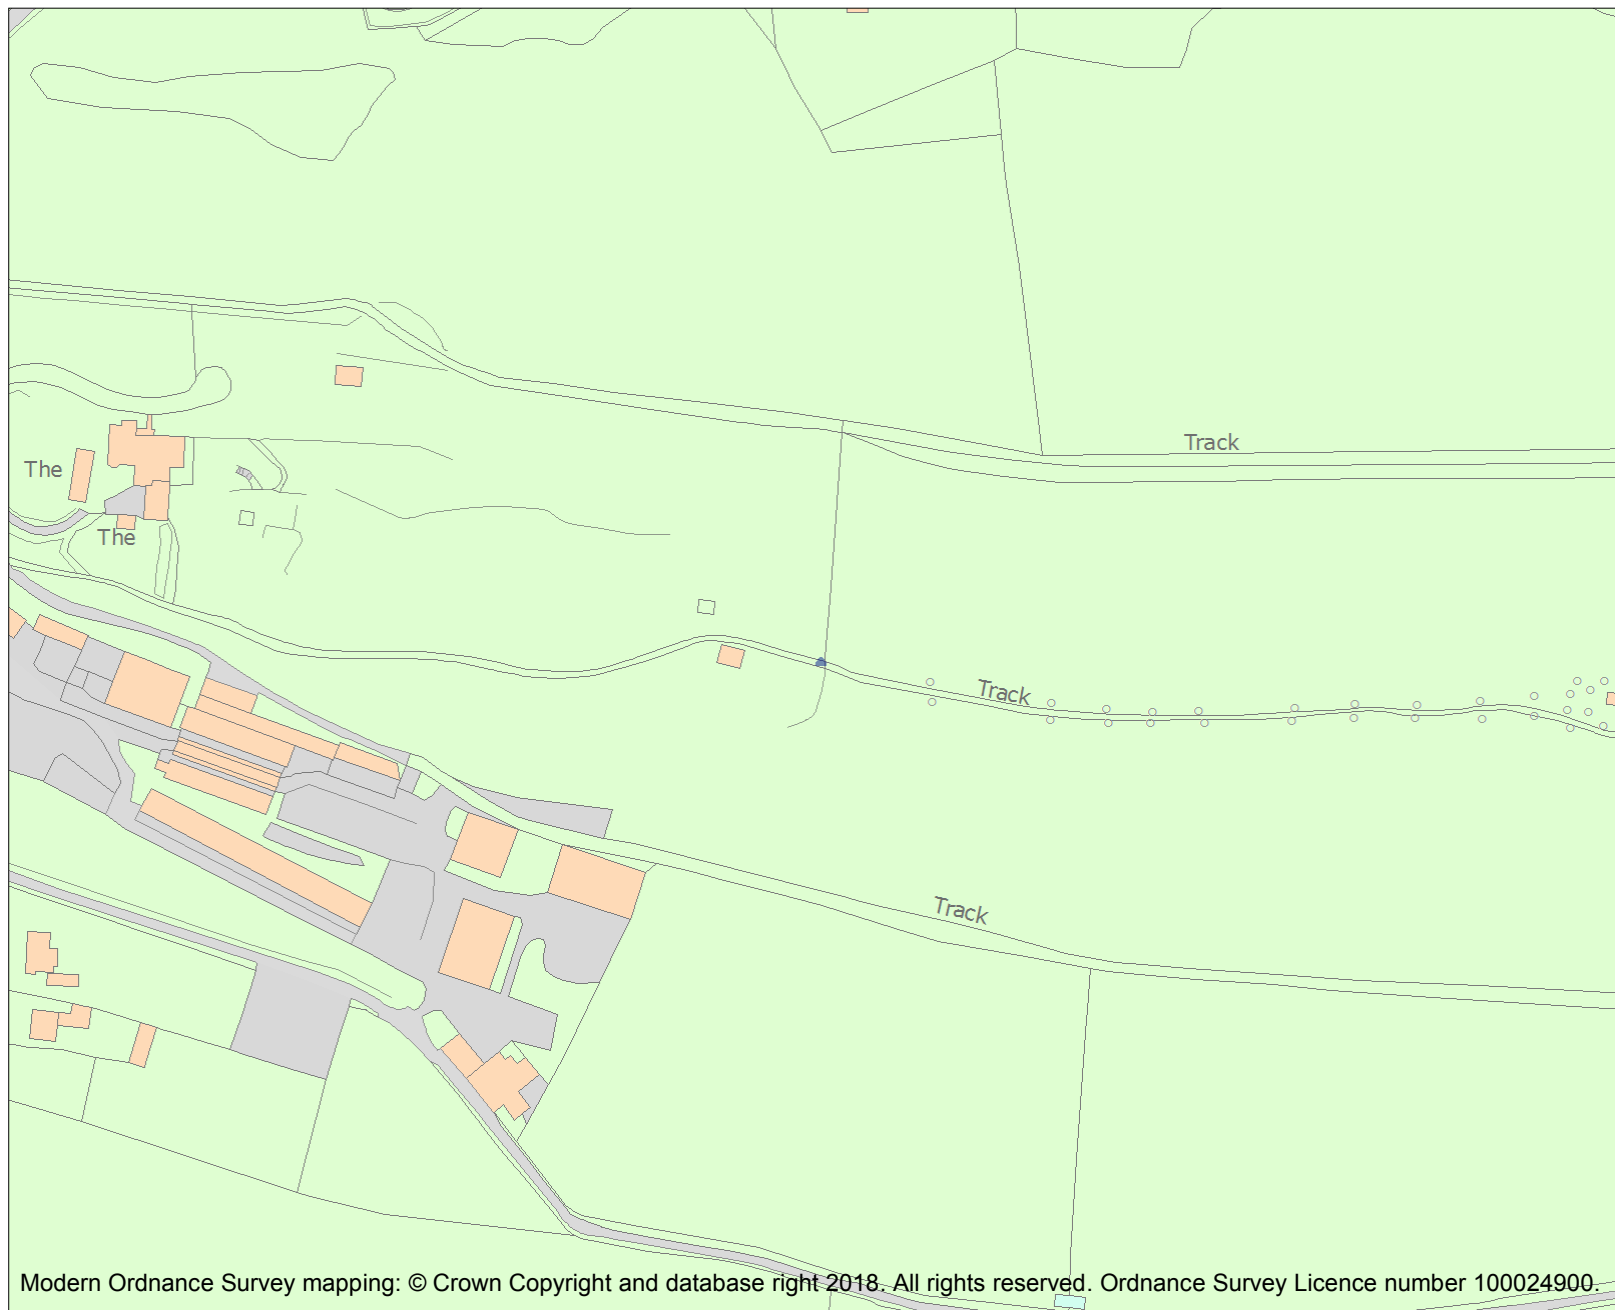 Track
The
The
Track
Track
Modern Ordnance Survey mapping: © Crown Copyright and database right 2018. All rights reserved. Ordnance Survey Licence number 100024900.